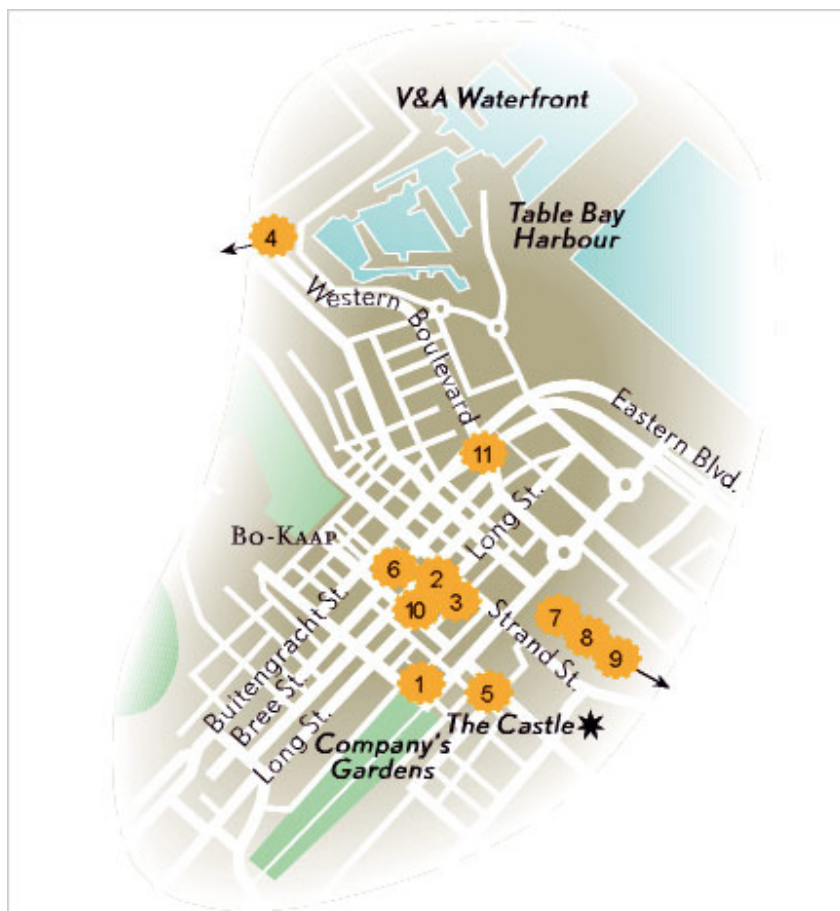 V&A Waterfront
Table Bay
Harbour
4
Western Boulevard
Eastern Blvd.
11
Long St.
Bo-Kaap
6
2
3
10
7
8
9
Strand St.
Buitengracht St.
Bree St.
Long St.
1
5
The Castle
Company's
Gardens